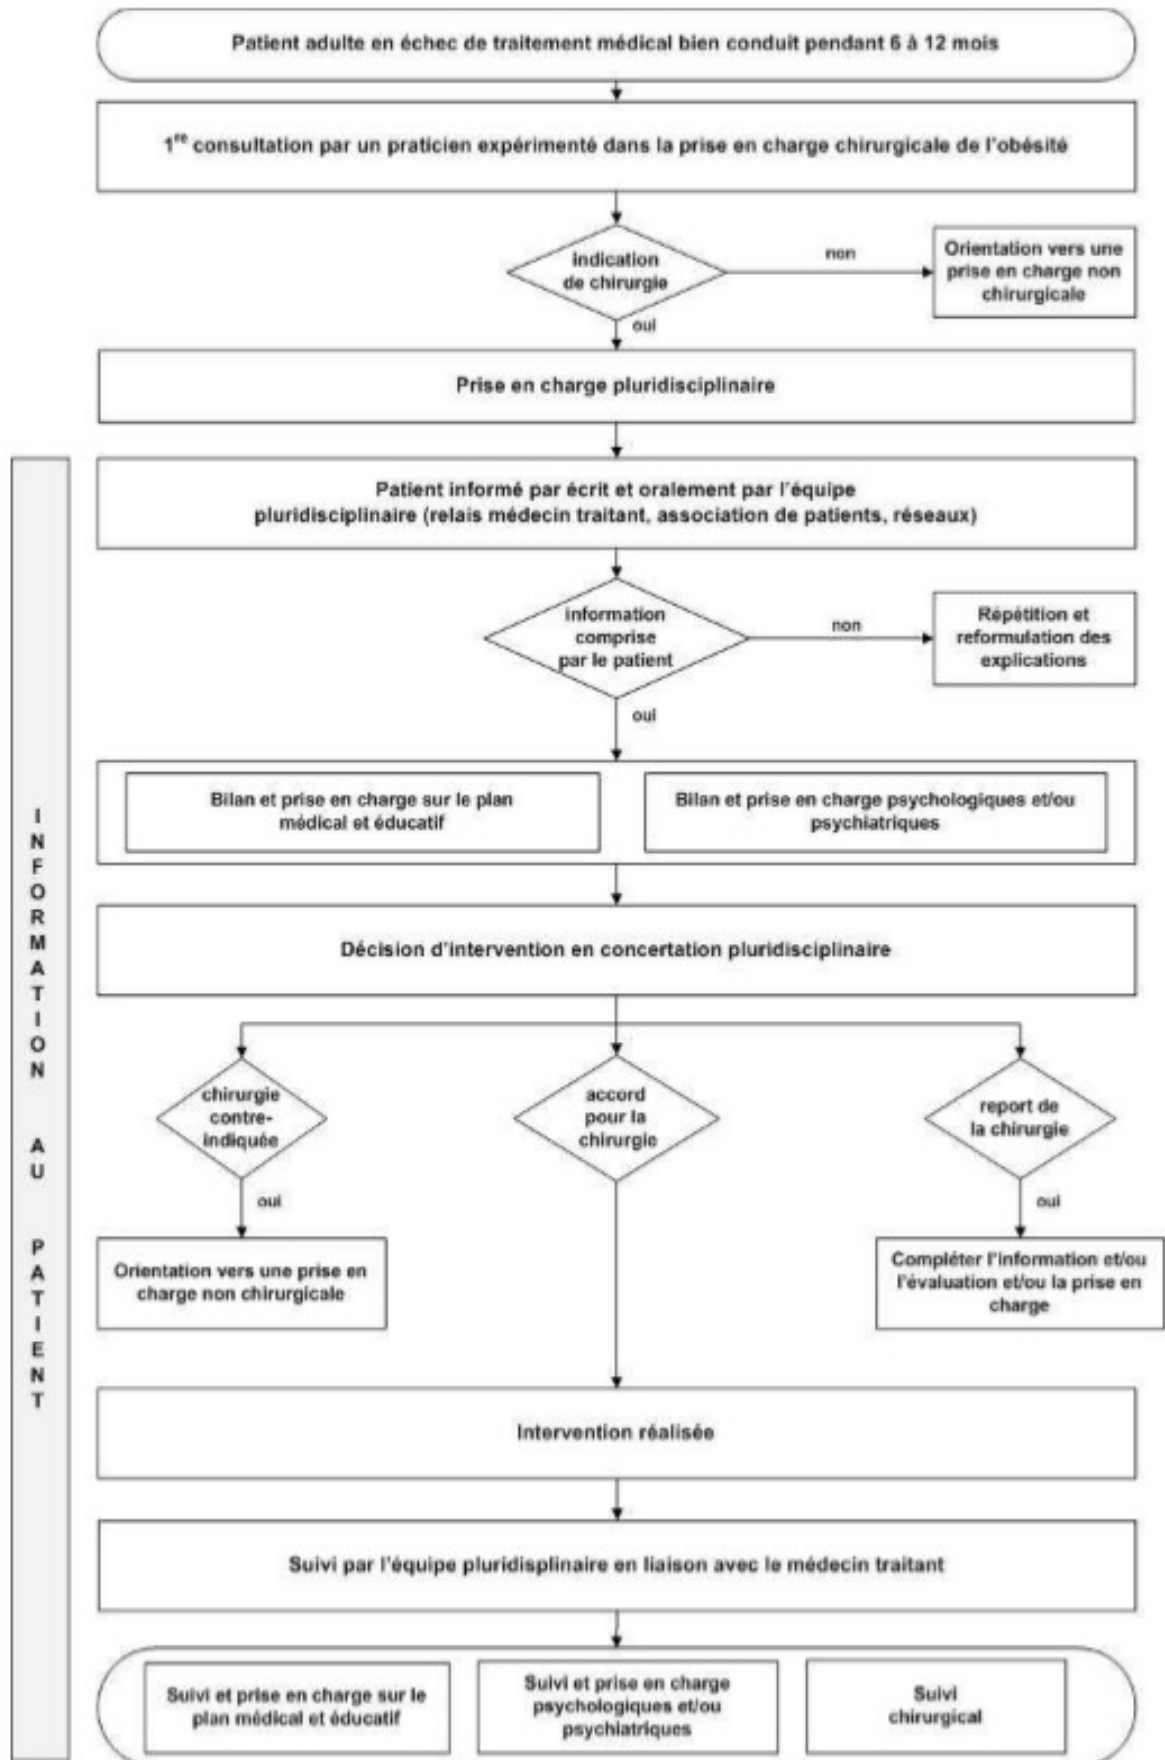 Patient adulte en échec de traitement médical bien conduit pendant 6 à 12 mois
1re consultation par un praticien expérimenté dans la prise en charge chirurgicale de l'obésité
indication
de chirurgie
non
Orientation vers une
prise en charge non
chirurgicale
oui
Prise en charge pluridisciplinaire
Patient informé par écrit et oralement par l'équipe
pluridisciplinaire (relais médecin traitant, association de patients, réseaux)
information
comprise
par le patient
non
Répétition et
reformulation des
explications
oui
Bilan et prise en charge sur le plan
médical et éducatif
Bilan et prise en charge psychologiques et/ou
psychiatriques
Décision d'intervention en concertation pluridisciplinaire
chirurgie
contre-
indiquée
accord
pour la
chirurgie
report de
la chirurgie
oui
oui
Orientation vers une prise en
charge non chirurgicale
Compléter l'information et/ou
l'évaluation et/ou la prise en
charge
Intervention réalisée
Suivi par l'équipe pluridisplinaire en liaison avec le médecin traitant
Suivi et prise en charge sur le
plan médical et éducatif
Suivi et prise en charge
psychologiques et/ou
psychiatriques
Suivi
chirurgical
INFORMATION AU PATIENT